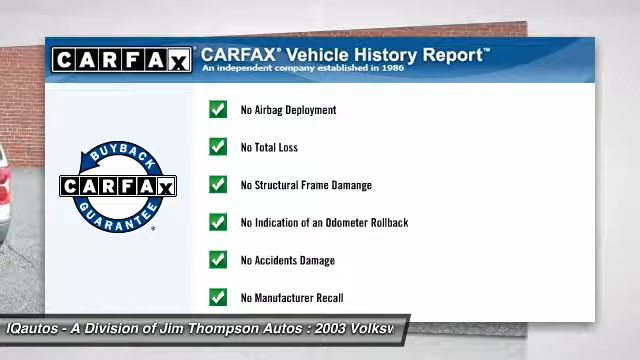 CARFAX CARFAX® Vehicle History Report™
An independent company established in 1986
No Airbag Deployment
No Total Loss
BUYBACK
CARFAX
GUARANTEE
*
No Structural Frame Damange
No Indication of an Odometer Rollback
No Accidents Damage
No Manufacturer Recall
IQautos - A Division of Jim Thompson Autos : 2003 Volksv